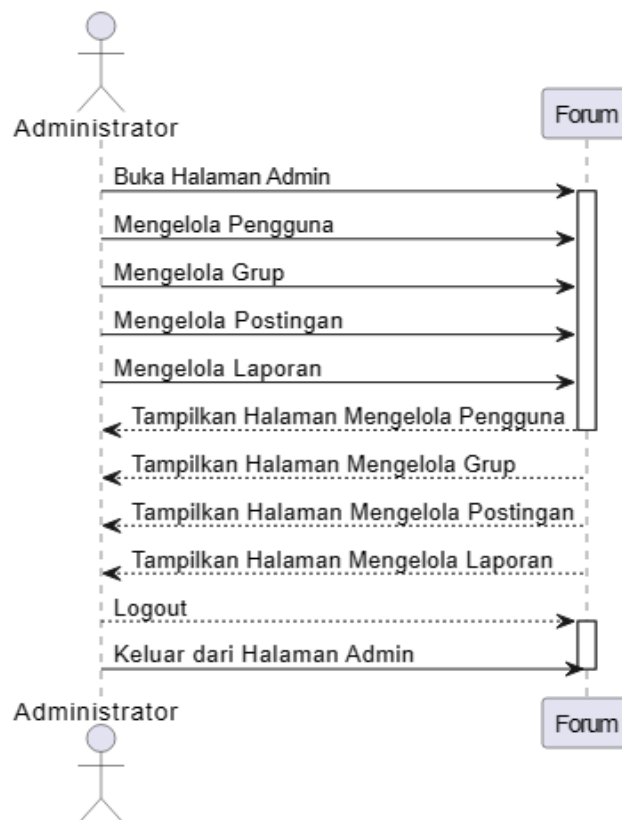 Administrator
Forum
Buka Halaman Admin
Mengelola Pengguna
Mengelola Grup
Mengelola Postingan
Mengelola Laporan
Tampilkan Halaman Mengelola Pengguna
Tampilkan Halaman Mengelola Grup
Tampilkan Halaman Mengelola Postingan
Tampilkan Halaman Mengelola Laporan
Logout
Keluar dari Halaman Admin
Administrator
Forum